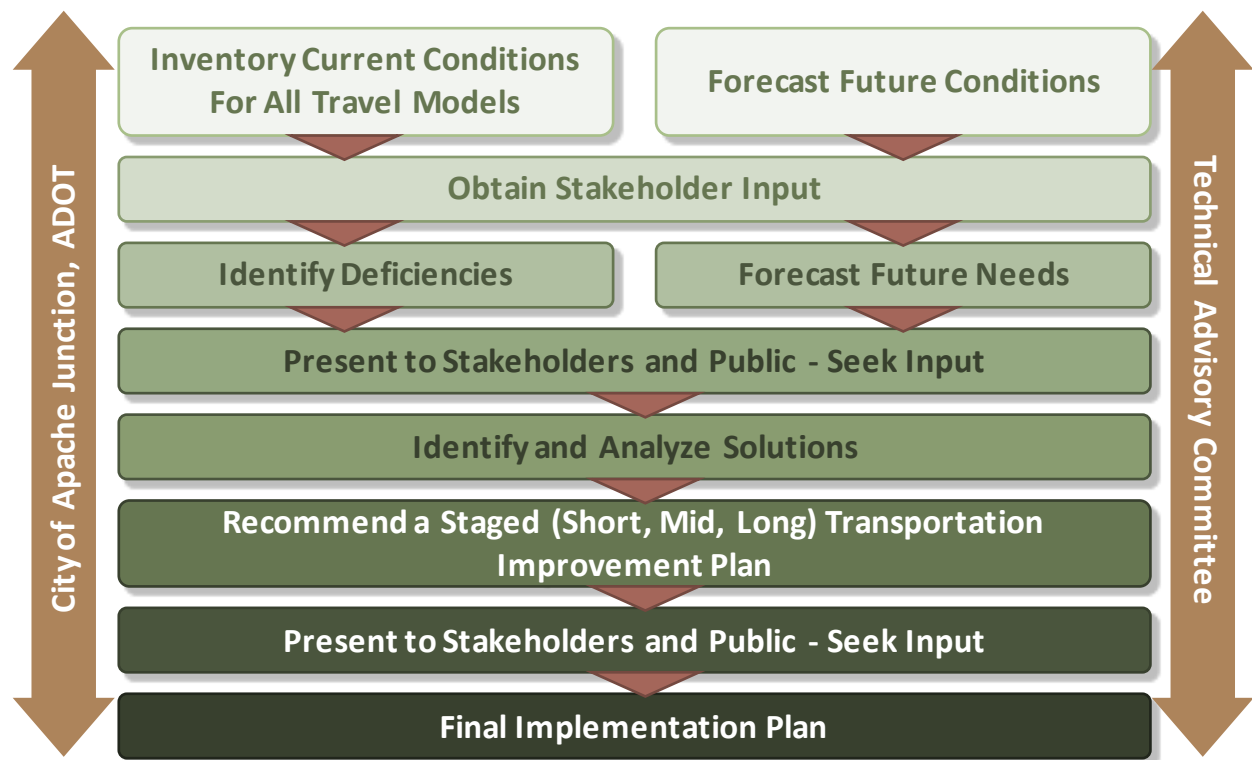 Inventory Current Conditions
For All Travel Models
Forecast Future Conditions
Obtain Stakeholder Input
Identify Deficiencies
Forecast Future Needs
Present to Stakeholders and Public - Seek Input
Identify and Analyze Solutions
Recommend a Staged (Short, Mid, Long) Transportation
Improvement Plan
Present to Stakeholders and Public - Seek Input
Final Implementation Plan
City of Apache Junction, ADOT
Technical Advisory Committee